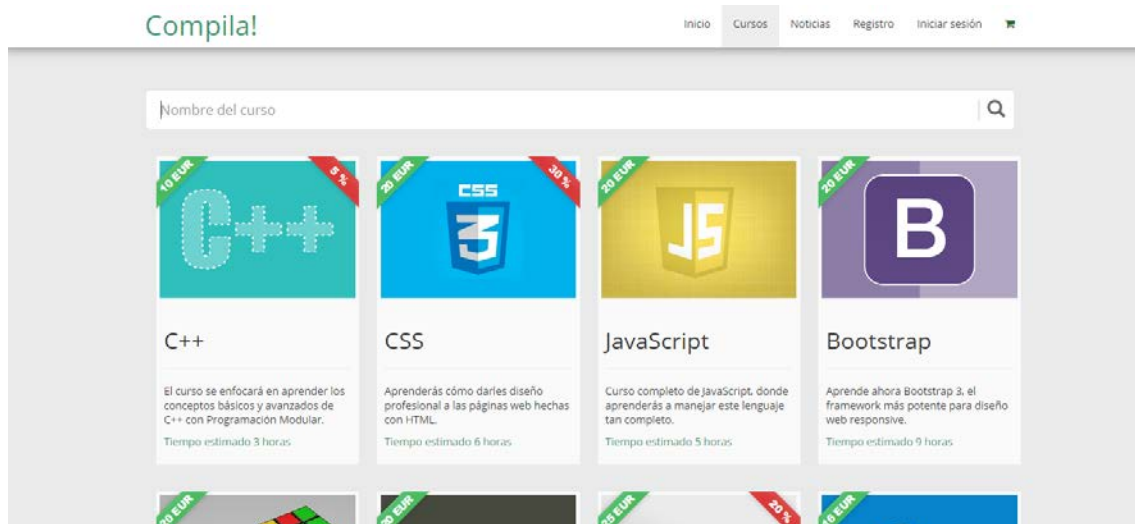 Compila!
Inicio Cursos Noticias Registro Iniciar sesión
Nombre del curso
10 EUR 5 % 20 EUR 30 % 20 EUR 20 EUR
C++ CSS 3 JS B
C++ CSS JavaScript Bootstrap
El curso se enfocará en aprender los
conceptos básicos y avanzados de
C++ con Programación Modular.
Tiempo estimado 3 horas
Aprenderás cómo darles diseño
profesional a las páginas web hechas
con HTML.
Tiempo estimado 6 horas
Curso completo de JavaScript, donde
aprenderás a manejar este lenguaje
tan completo.
Tiempo estimado 5 horas
Aprende ahora Bootstrap 3, el
framework más potente para diseño
web responsive.
Tiempo estimado 9 horas
20 EUR 20 EUR 25 EUR 20 % 16 EUR